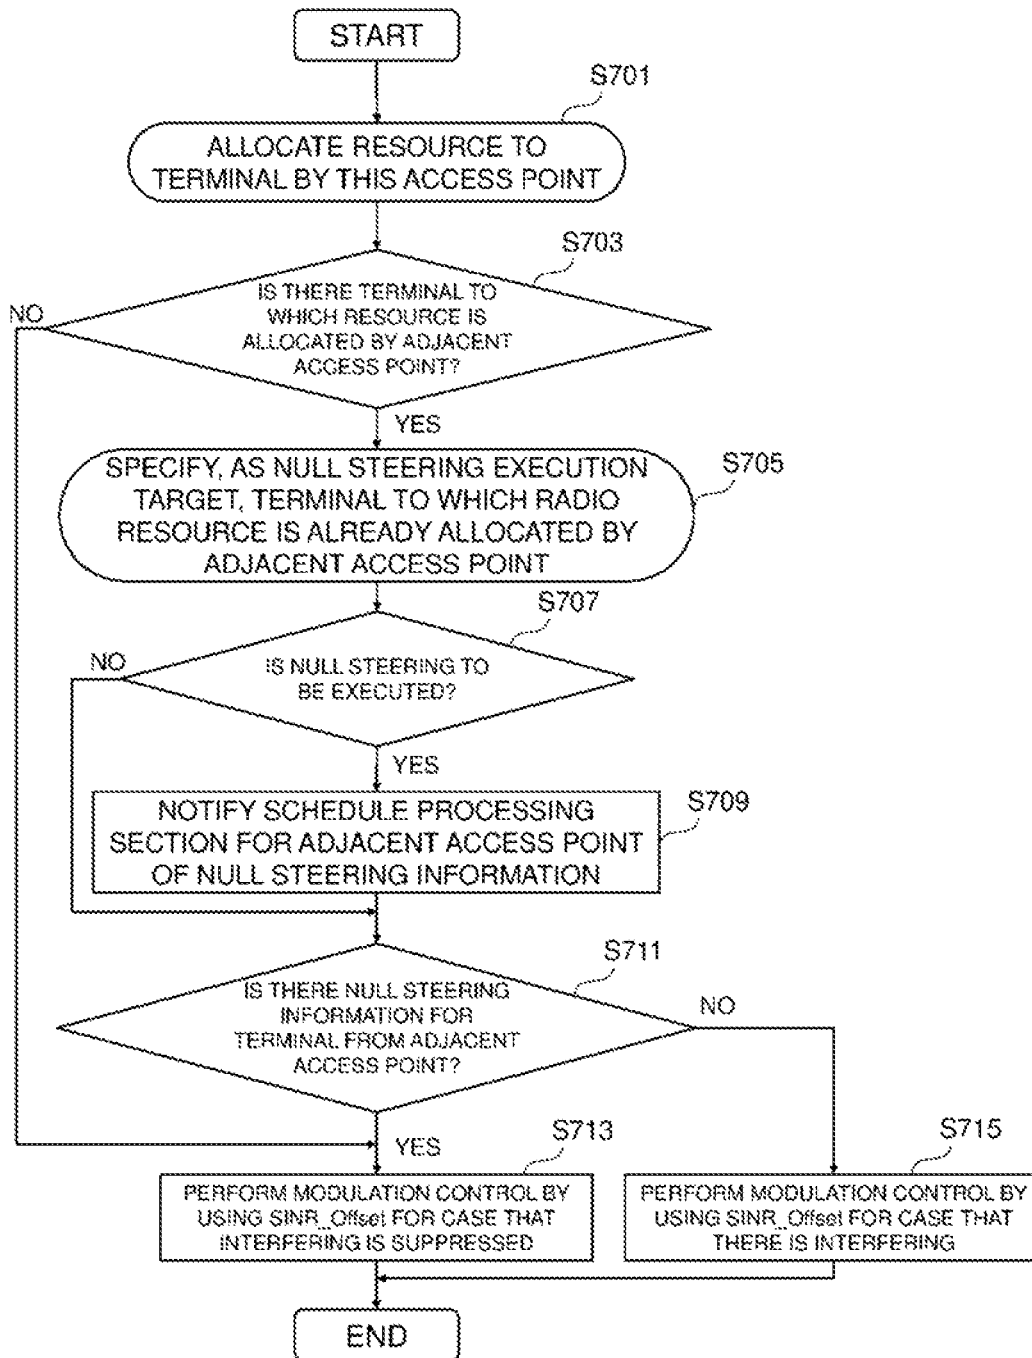 START
S701
ALLOCATE RESOURCE TO
TERMINAL BY THIS ACCESS POINT
S703
IS THERE TERMINAL TO
WHICH RESOURCE IS
ALLOCATED BY ADJACENT
ACCESS POINT?
NO
YES
S705
SPECIFY, AS NULL STEERING EXECUTION
TARGET, TERMINAL TO WHICH RADIO
RESOURCE IS ALREADY ALLOCATED BY
ADJACENT ACCESS POINT
S707
NO
IS NULL STEERING TO
BE EXECUTED?
YES
S709
NOTIFY SCHEDULE PROCESSING
SECTION FOR ADJACENT ACCESS POINT
OF NULL STEERING INFORMATION
S711
IS THERE NULL STEERING
INFORMATION FOR
TERMINAL FROM ADJACENT
ACCESS POINT?
NO
YES
S713
PERFORM MODULATION CONTROL BY
USING SINR_Offset FOR CASE THAT
INTERFERING IS SUPPRESSED
S715
PERFORM MODULATION CONTROL BY
USING SINR_Offset FOR CASE THAT
THERE IS INTERFERING
END